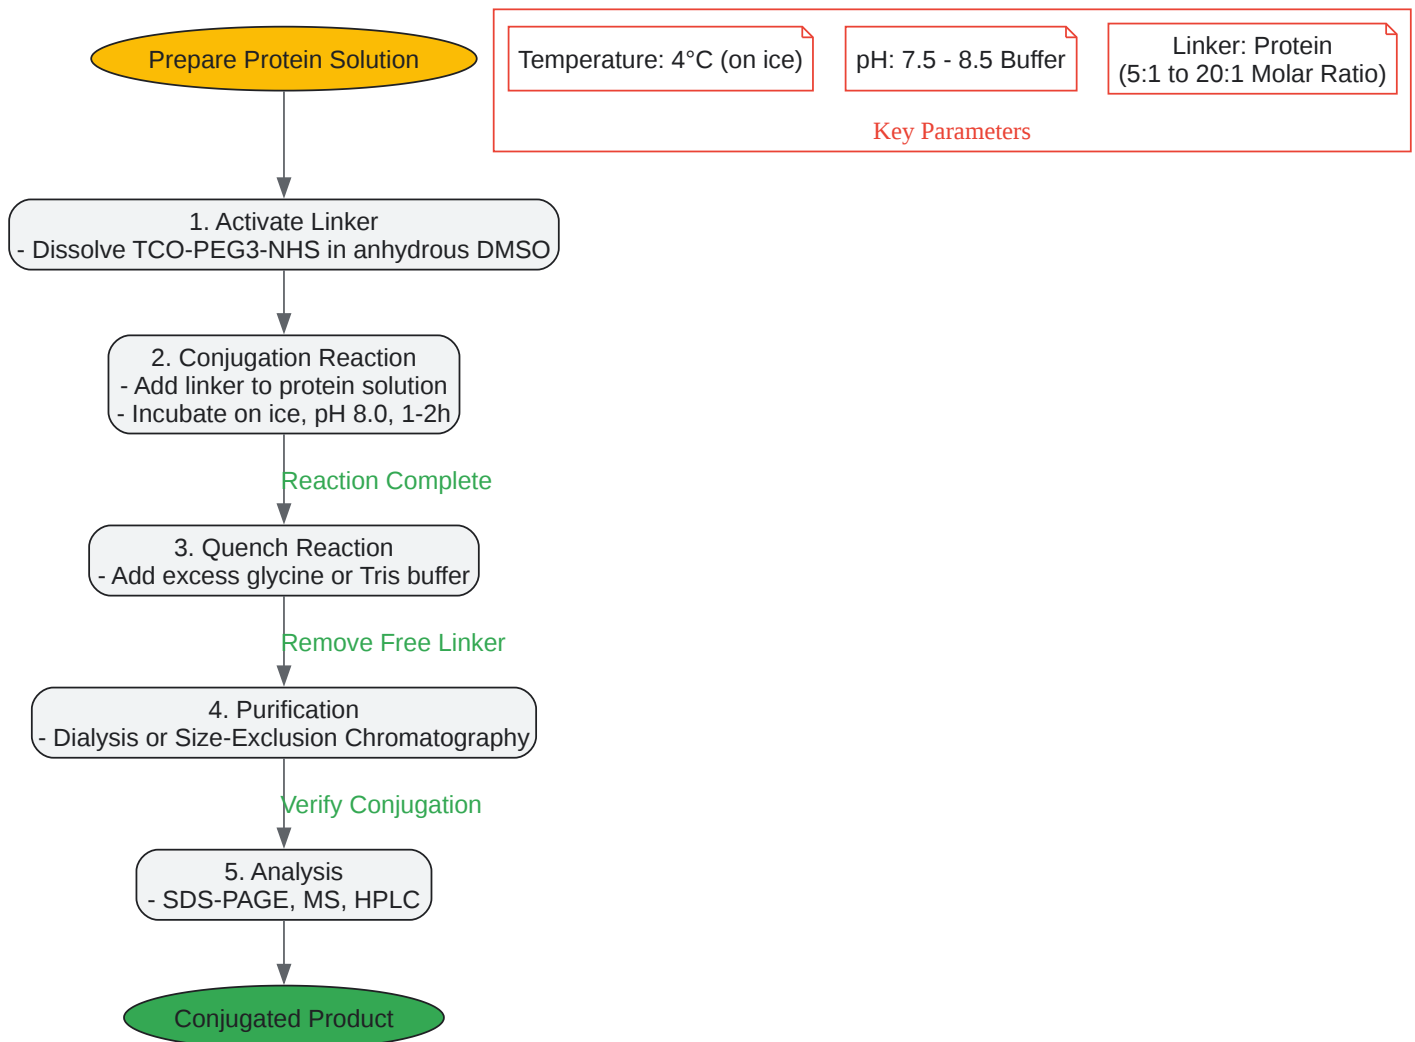 Prepare Protein Solution
Temperature: 4°C (on ice)
pH: 7.5 - 8.5 Buffer
Linker: Protein
(5:1 to 20:1 Molar Ratio)
Key Parameters
1. Activate Linker
- Dissolve TCO-PEG3-NHS in anhydrous DMSO
2. Conjugation Reaction
- Add linker to protein solution
- Incubate on ice, pH 8.0, 1-2h
Reaction Complete
3. Quench Reaction
- Add excess glycine or Tris buffer
Remove Free Linker
4. Purification
- Dialysis or Size-Exclusion Chromatography
Verify Conjugation
5. Analysis
- SDS-PAGE, MS, HPLC
Conjugated Product